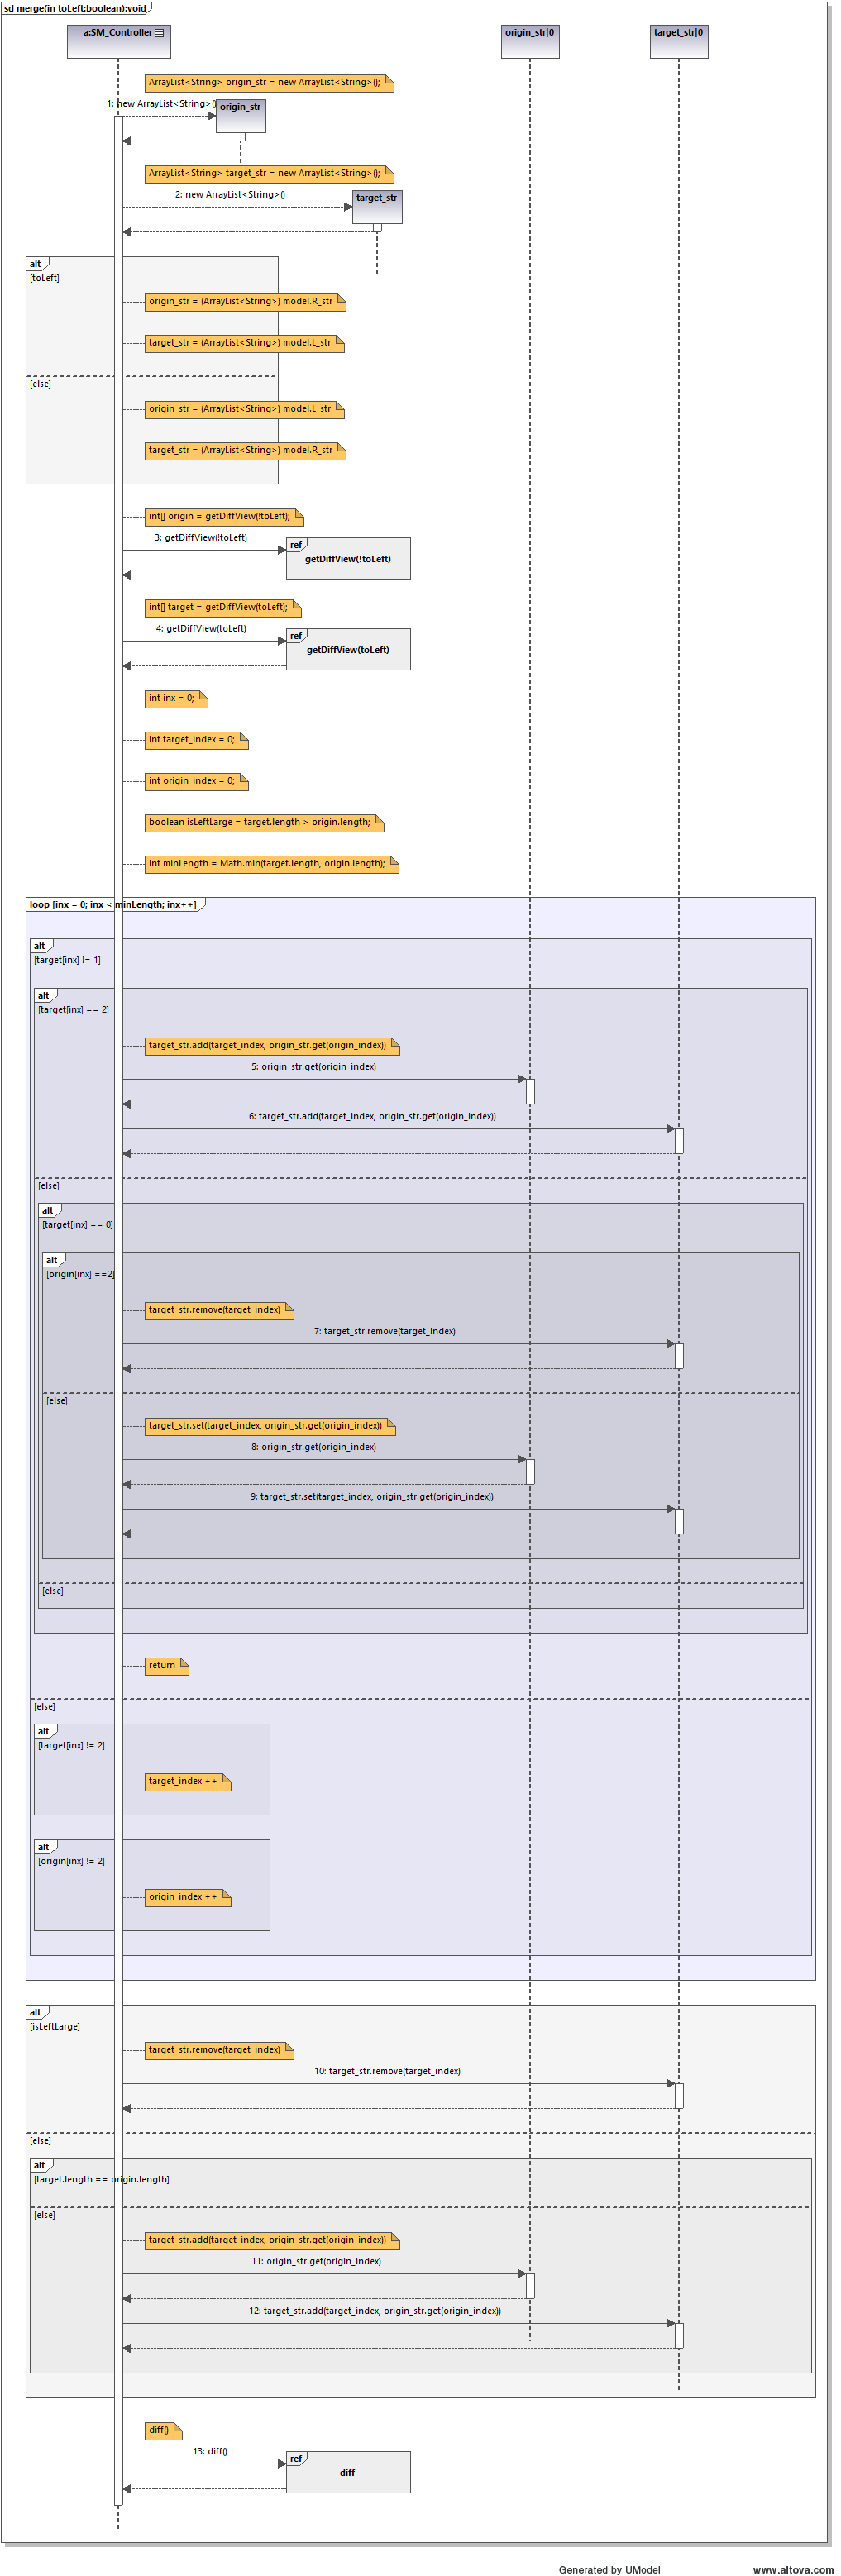 sd merge(in toLeft:boolean):void
a:SM_Controller
origin_str|0
target_str|0
ArrayList<String> origin_str = new ArrayList<String>();
1: new ArrayList<String>()
origin_str
ArrayList<String> target_str = new ArrayList<String>();
2: new ArrayList<String>()
target_str
alt
[toLeft]
origin_str = (ArrayList<String>) model.R_str
target_str = (ArrayList<String>) model.L_str
[else]
origin_str = (ArrayList<String>) model.L_str
target_str = (ArrayList<String>) model.R_str
int[] origin = getDiffView(!toLeft);
3: getDiffView(!toLeft)
ref
getDiffView(!toLeft)
int[] target = getDiffView(toLeft);
4: getDiffView(toLeft)
ref
getDiffView(toLeft)
int inx = 0;
int target_index = 0;
int origin_index = 0;
boolean isLeftLarge = target.length > origin.length;
int minLength = Math.min(target.length, origin.length);
loop [inx = 0; inx < minLength; inx++]
alt
[target[inx] != 1]
alt
[target[inx] == 2]
target_str.add(target_index, origin_str.get(origin_index))
5: origin_str.get(origin_index)
6: target_str.add(target_index, origin_str.get(origin_index))
[else]
alt
[target[inx] == 0]
alt
[origin[inx] ==2]
target_str.remove(target_index)
7: target_str.remove(target_index)
[else]
target_str.set(target_index, origin_str.get(origin_index))
8: origin_str.get(origin_index)
9: target_str.set(target_index, origin_str.get(origin_index))
[else]
return
[else]
alt
[target[inx] != 2]
target_index ++
alt
[origin[inx] != 2]
origin_index ++
alt
[isLeftLarge]
target_str.remove(target_index)
10: target_str.remove(target_index)
[else]
alt
[target.length == origin.length]
[else]
target_str.add(target_index, origin_str.get(origin_index))
11: origin_str.get(origin_index)
12: target_str.add(target_index, origin_str.get(origin_index))
diff()
13: diff()
ref
diff
Generated by UModel
www.altova.com